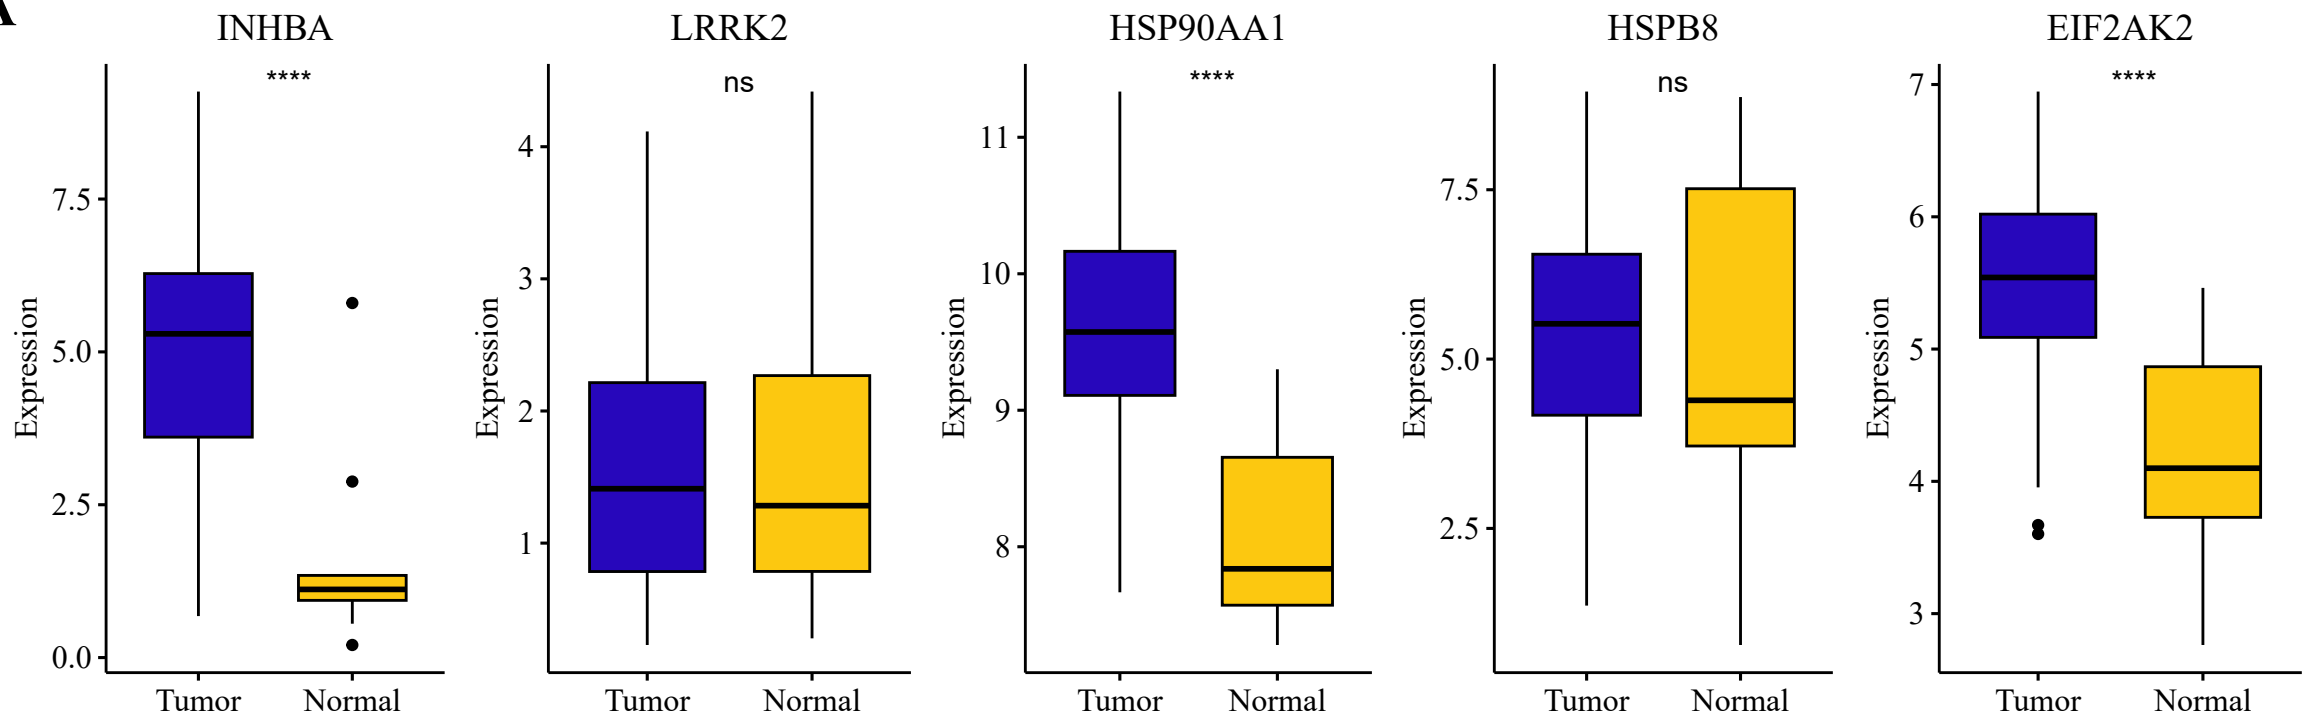 A
INHBA
LRRK2
HSP90AA1
HSPB8
EIF2AK2
****
ns
****
ns
****
Expression
7.5
5.0
2.5
0.0
Tumor
Normal
Expression
4
3
2
1
Tumor
Normal
Expression
11
10
9
8
Tumor
Normal
Expression
7.5
5.0
2.5
Tumor
Normal
Expression
7
6
5
4
3
Tumor
Normal